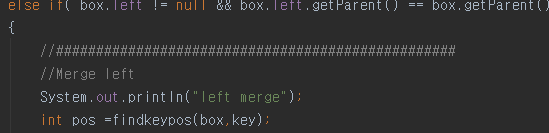 else if( box.left != null && box.left.getParent() == box.getParent()
{
//##################################################
//Merge left
System.out.println("left merge");
int pos =findkeypos(box,key);